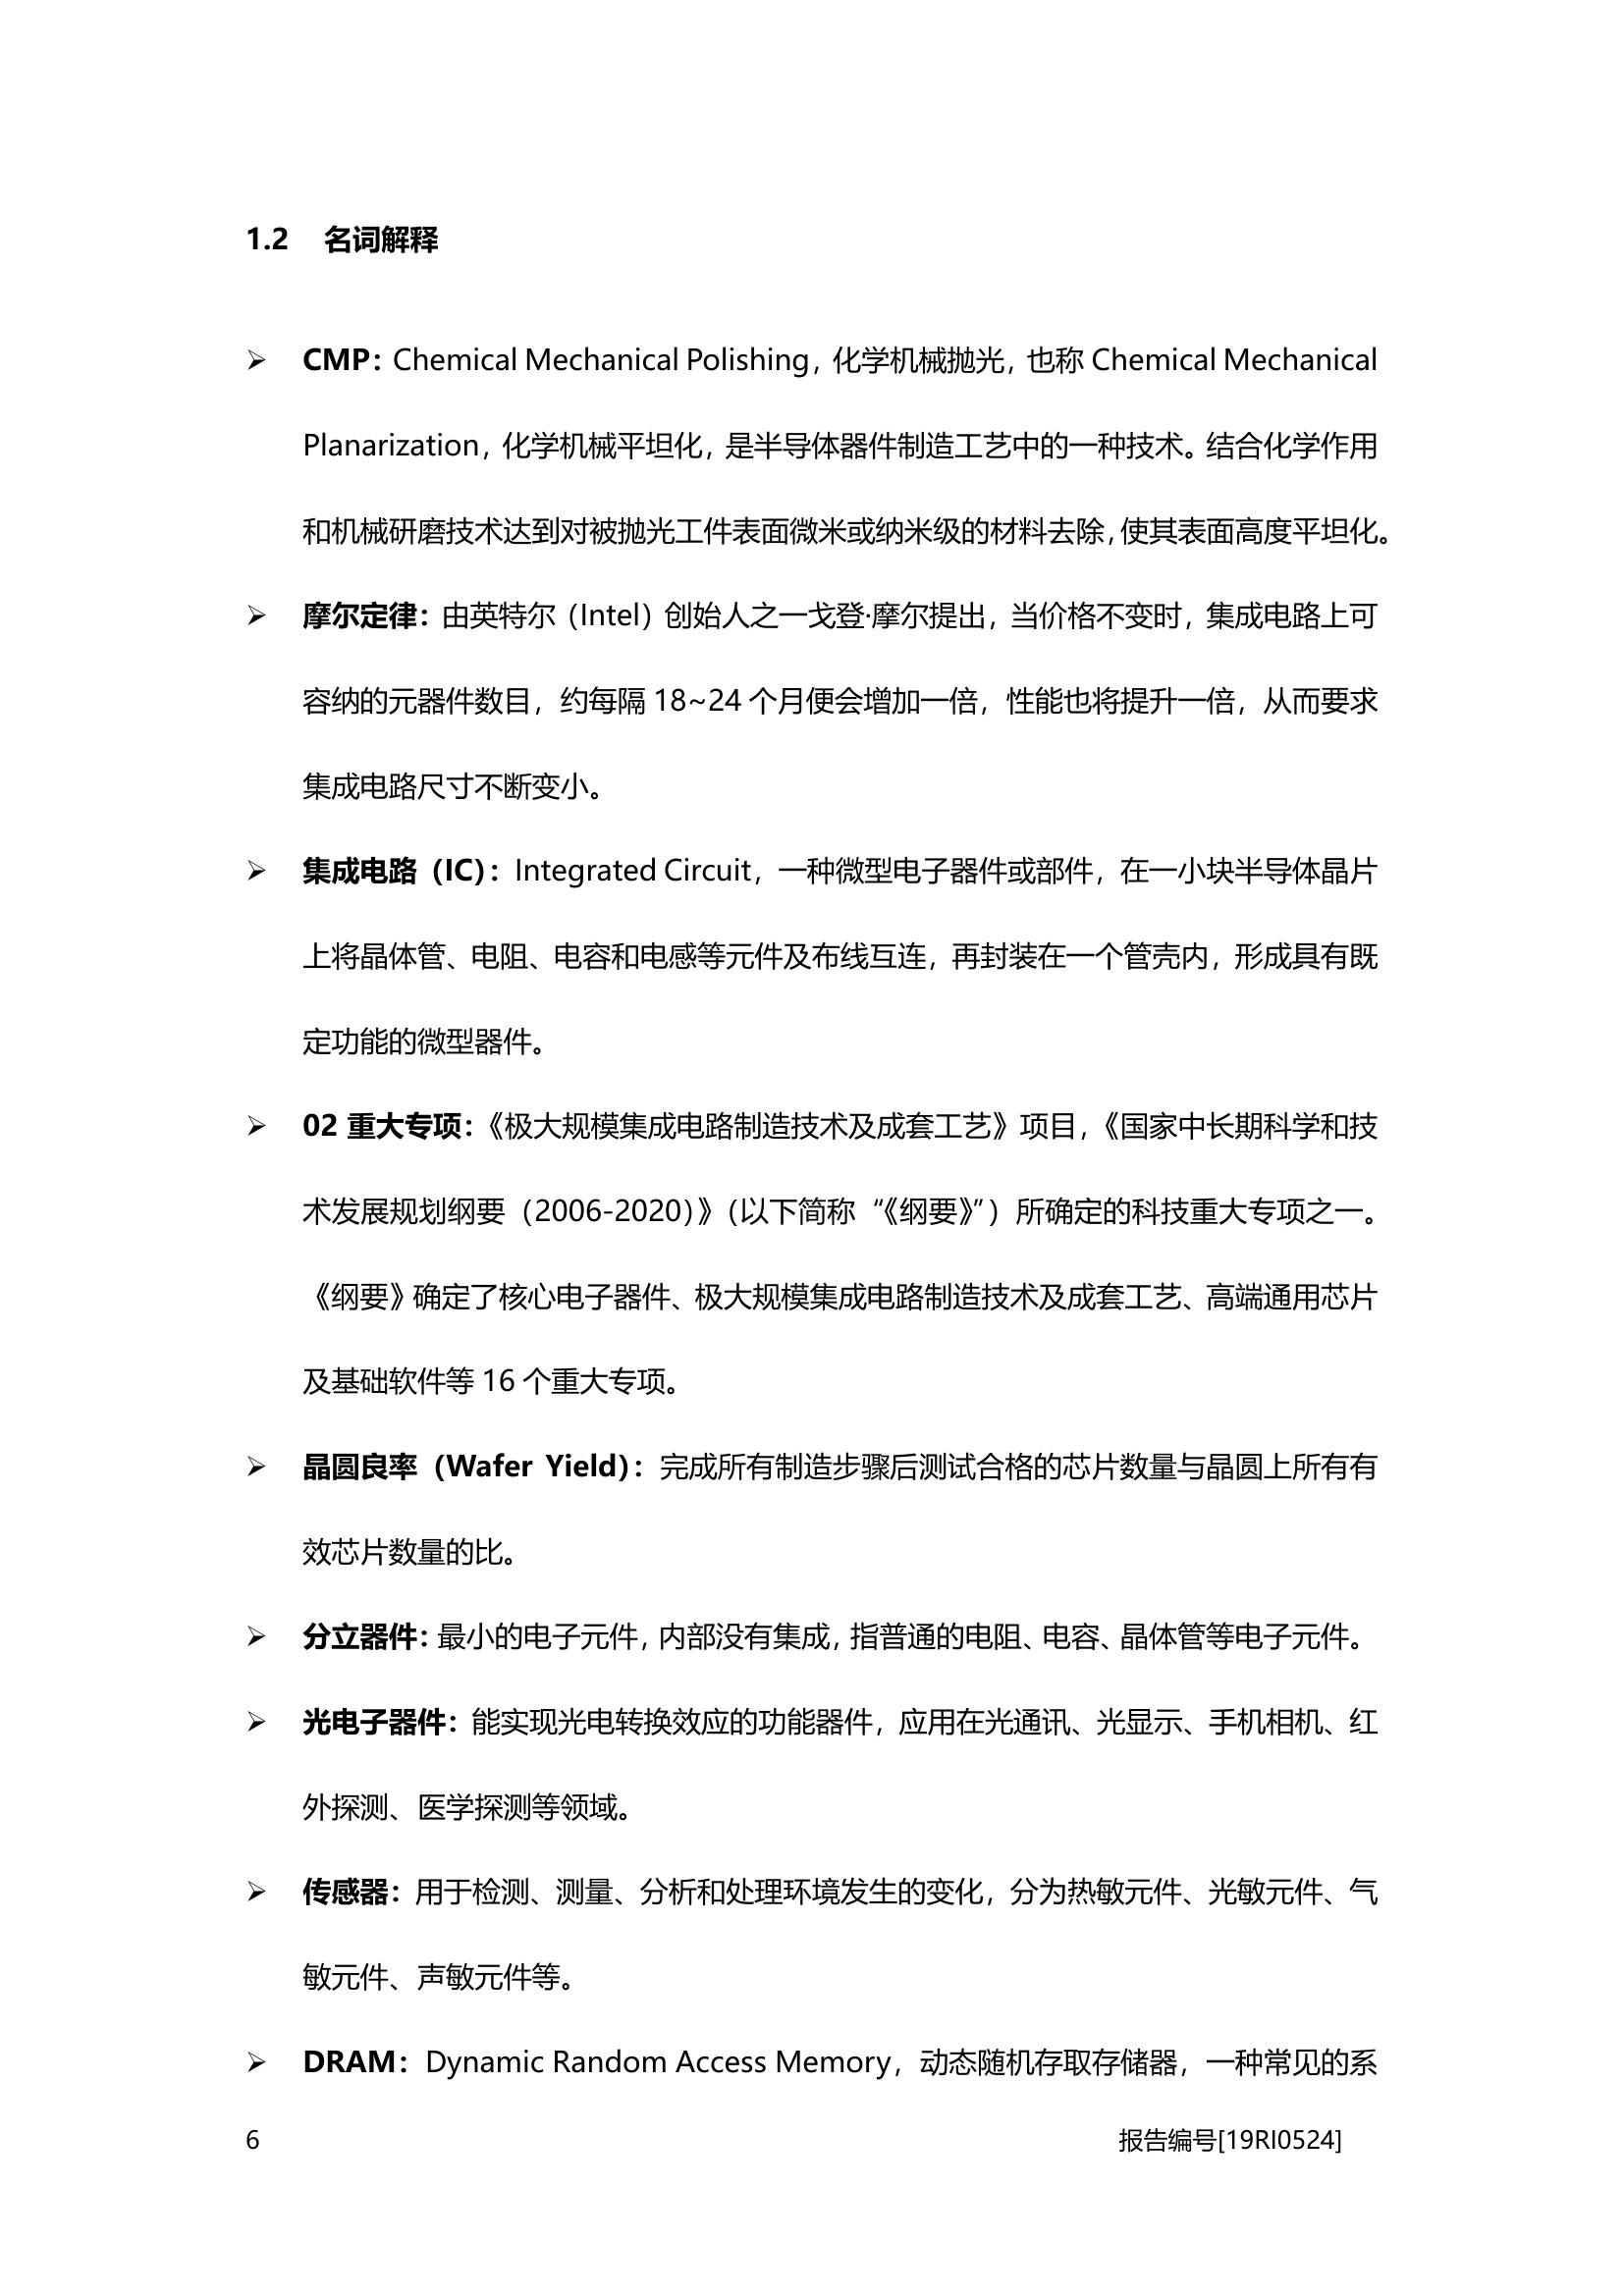 1.2 名词解释
➢ CMP：Chemical Mechanical Polishing，化学机械抛光，也称 Chemical Mechanical
Planarization，化学机械平坦化，是半导体器件制造工艺中的一种技术。结合化学作用
和机械研磨技术达到对被抛光工件表面微米或纳米级的材料去除，使其表面高度平坦化。
➢ 摩尔定律：由英特尔（Intel）创始人之一戈登·摩尔提出，当价格不变时，集成电路上可
容纳的元器件数目，约每隔 18~24 个月便会增加一倍，性能也将提升一倍，从而要求
集成电路尺寸不断变小。
➢ 集成电路（IC）：Integrated Circuit，一种微型电子器件或部件，在一小块半导体晶片
上将晶体管、电阻、电容和电感等元件及布线互连，再封装在一个管壳内，形成具有既
定功能的微型器件。
➢ 02 重大专项：《极大规模集成电路制造技术及成套工艺》项目，《国家中长期科学和技
术发展规划纲要（2006-2020）》（以下简称“《纲要》”）所确定的科技重大专项之一。
《纲要》确定了核心电子器件、极大规模集成电路制造技术及成套工艺、高端通用芯片
及基础软件等 16 个重大专项。
➢ 晶圆良率（Wafer Yield）：完成所有制造步骤后测试合格的芯片数量与晶圆上所有有
效芯片数量的比。
➢ 分立器件：最小的电子元件，内部没有集成，指普通的电阻、电容、晶体管等电子元件。
➢ 光电子器件：能实现光电转换效应的功能器件，应用在光通讯、光显示、手机相机、红
外探测、医学探测等领域。
➢ 传感器：用于检测、测量、分析和处理环境发生的变化，分为热敏元件、光敏元件、气
敏元件、声敏元件等。
➢ DRAM：Dynamic Random Access Memory，动态随机存取存储器，一种常见的系
6 报告编号[19RI0524]